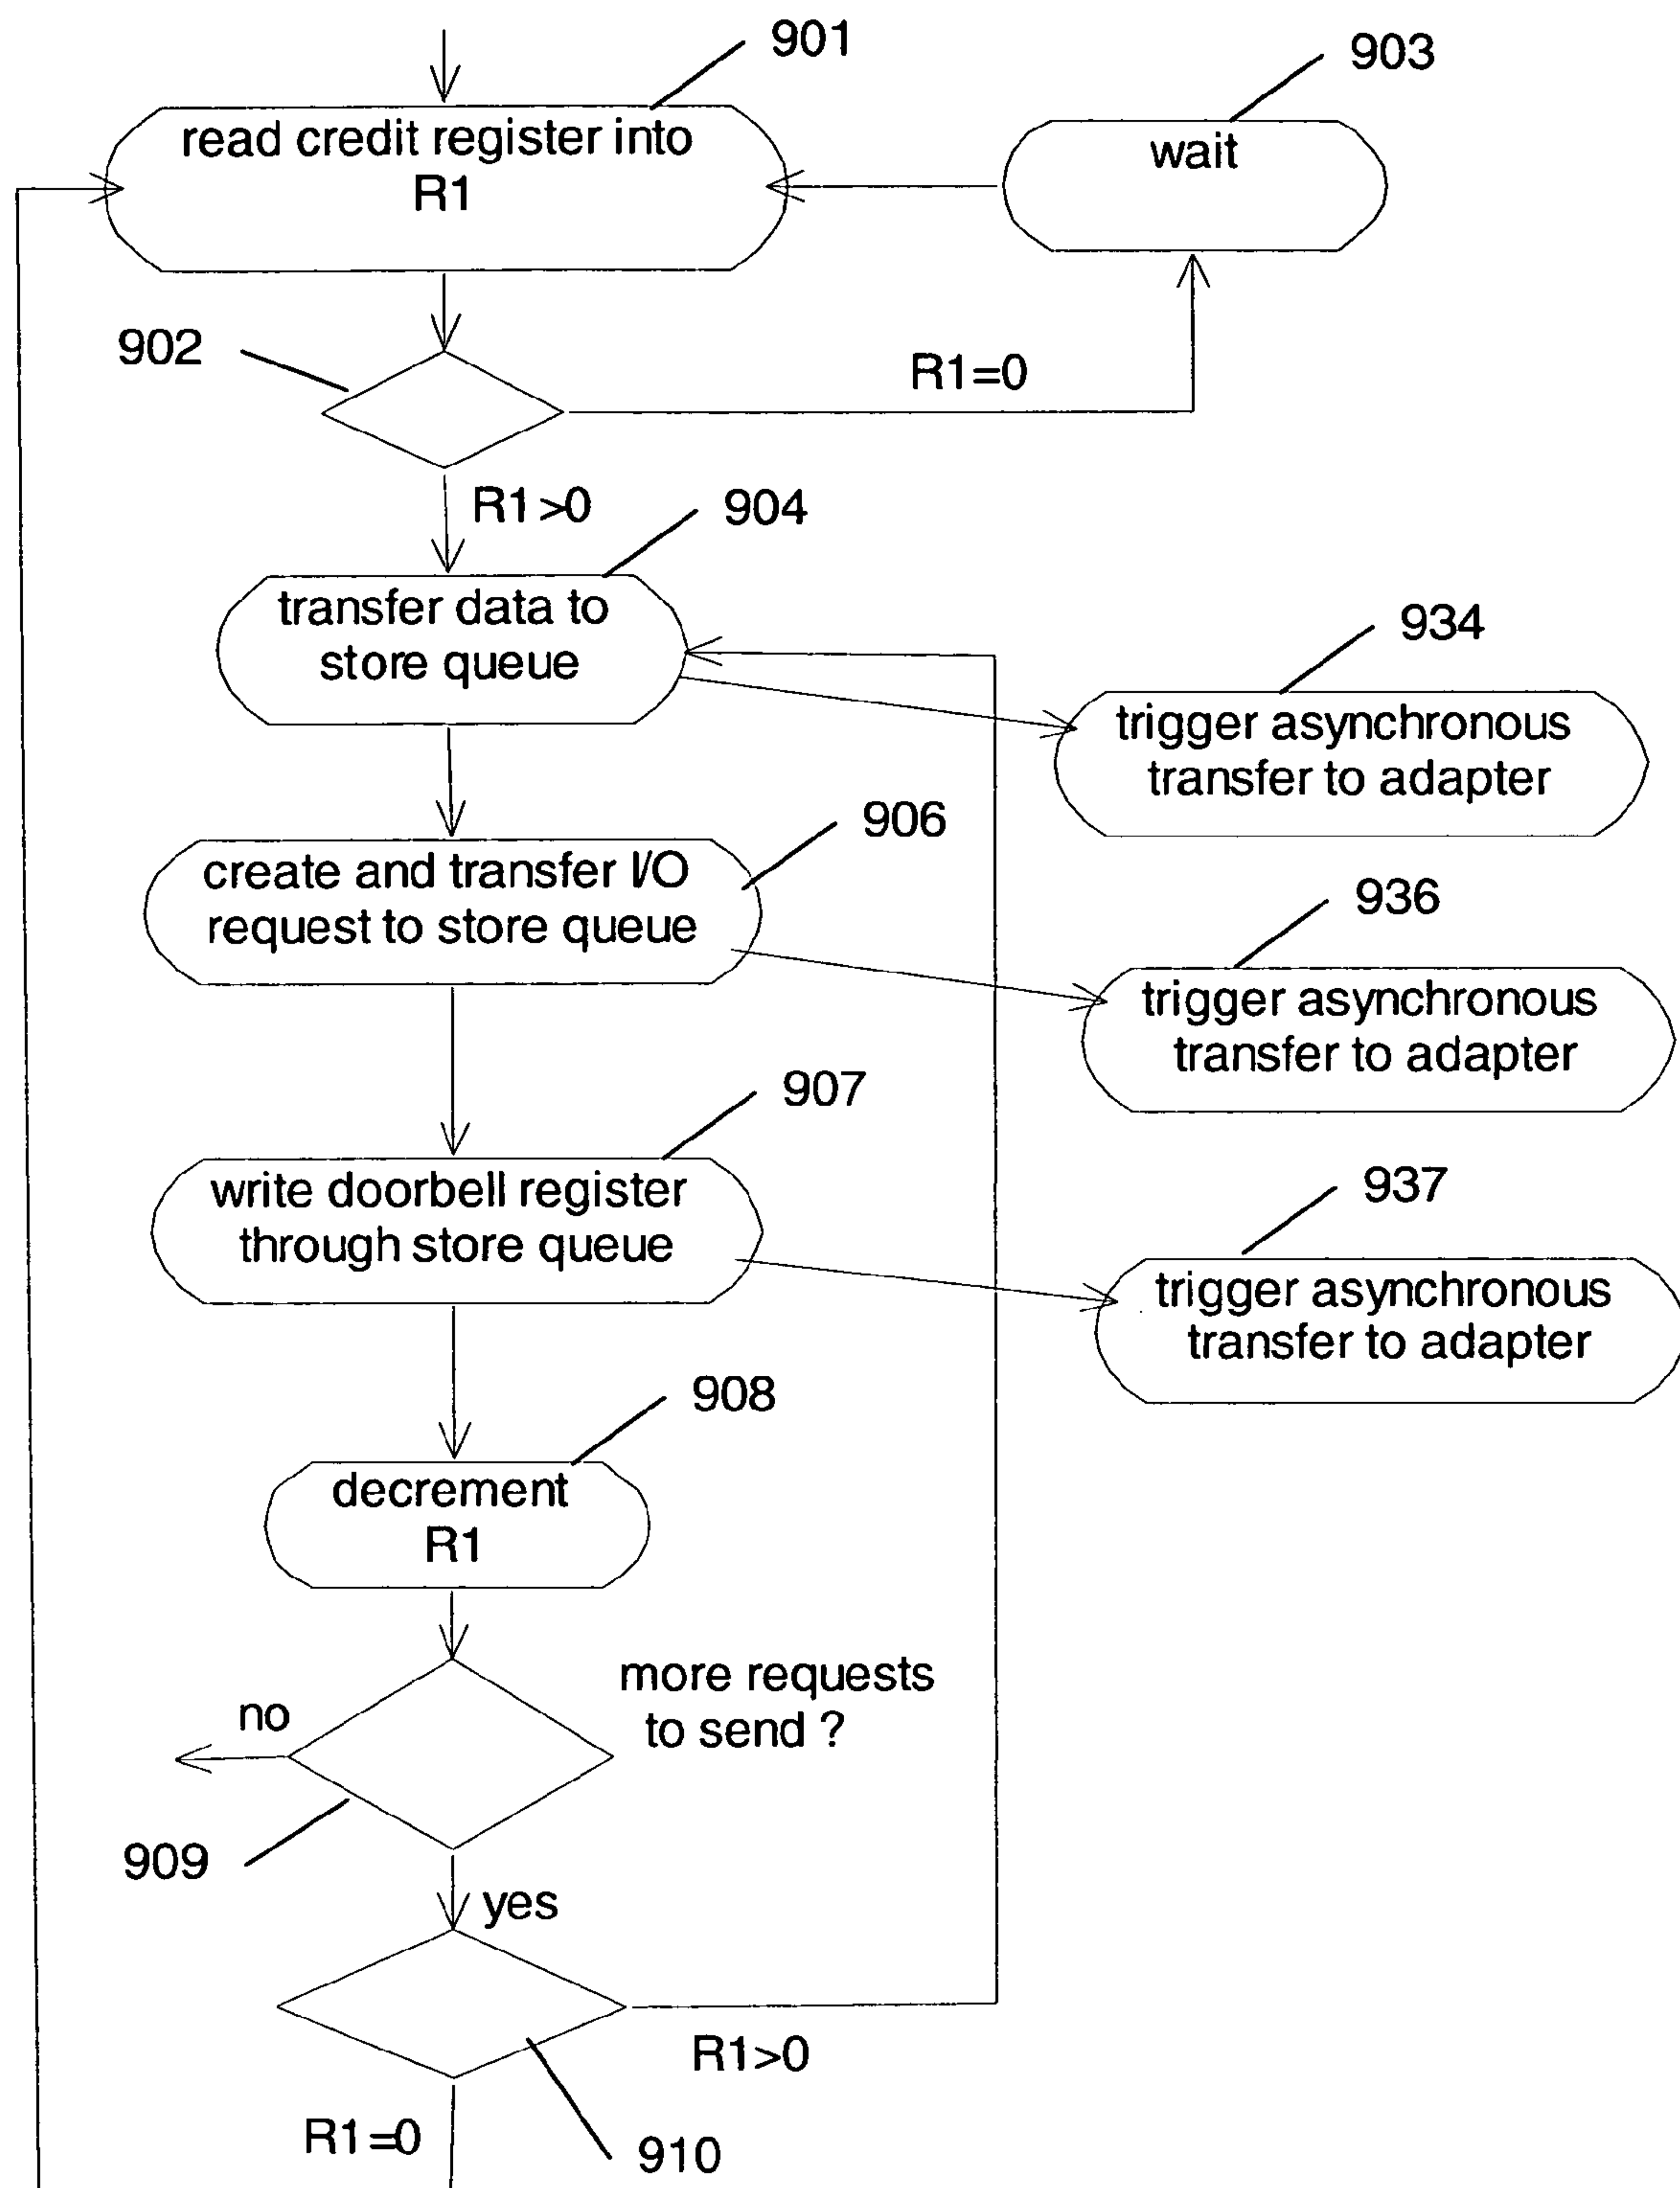 901
903
read credit register into
R1
wait
902
R1=0
R1>0
904
transfer data to
store queue
934
trigger asynchronous
transfer to adapter
906
create and transfer I/O
request to store queue
936
trigger asynchronous
transfer to adapter
907
write doorbell register
through store queue
937
trigger asynchronous
transfer to adapter
908
decrement
R1
more requests
to send ?
no
909
yes
R1>0
R1=0
910